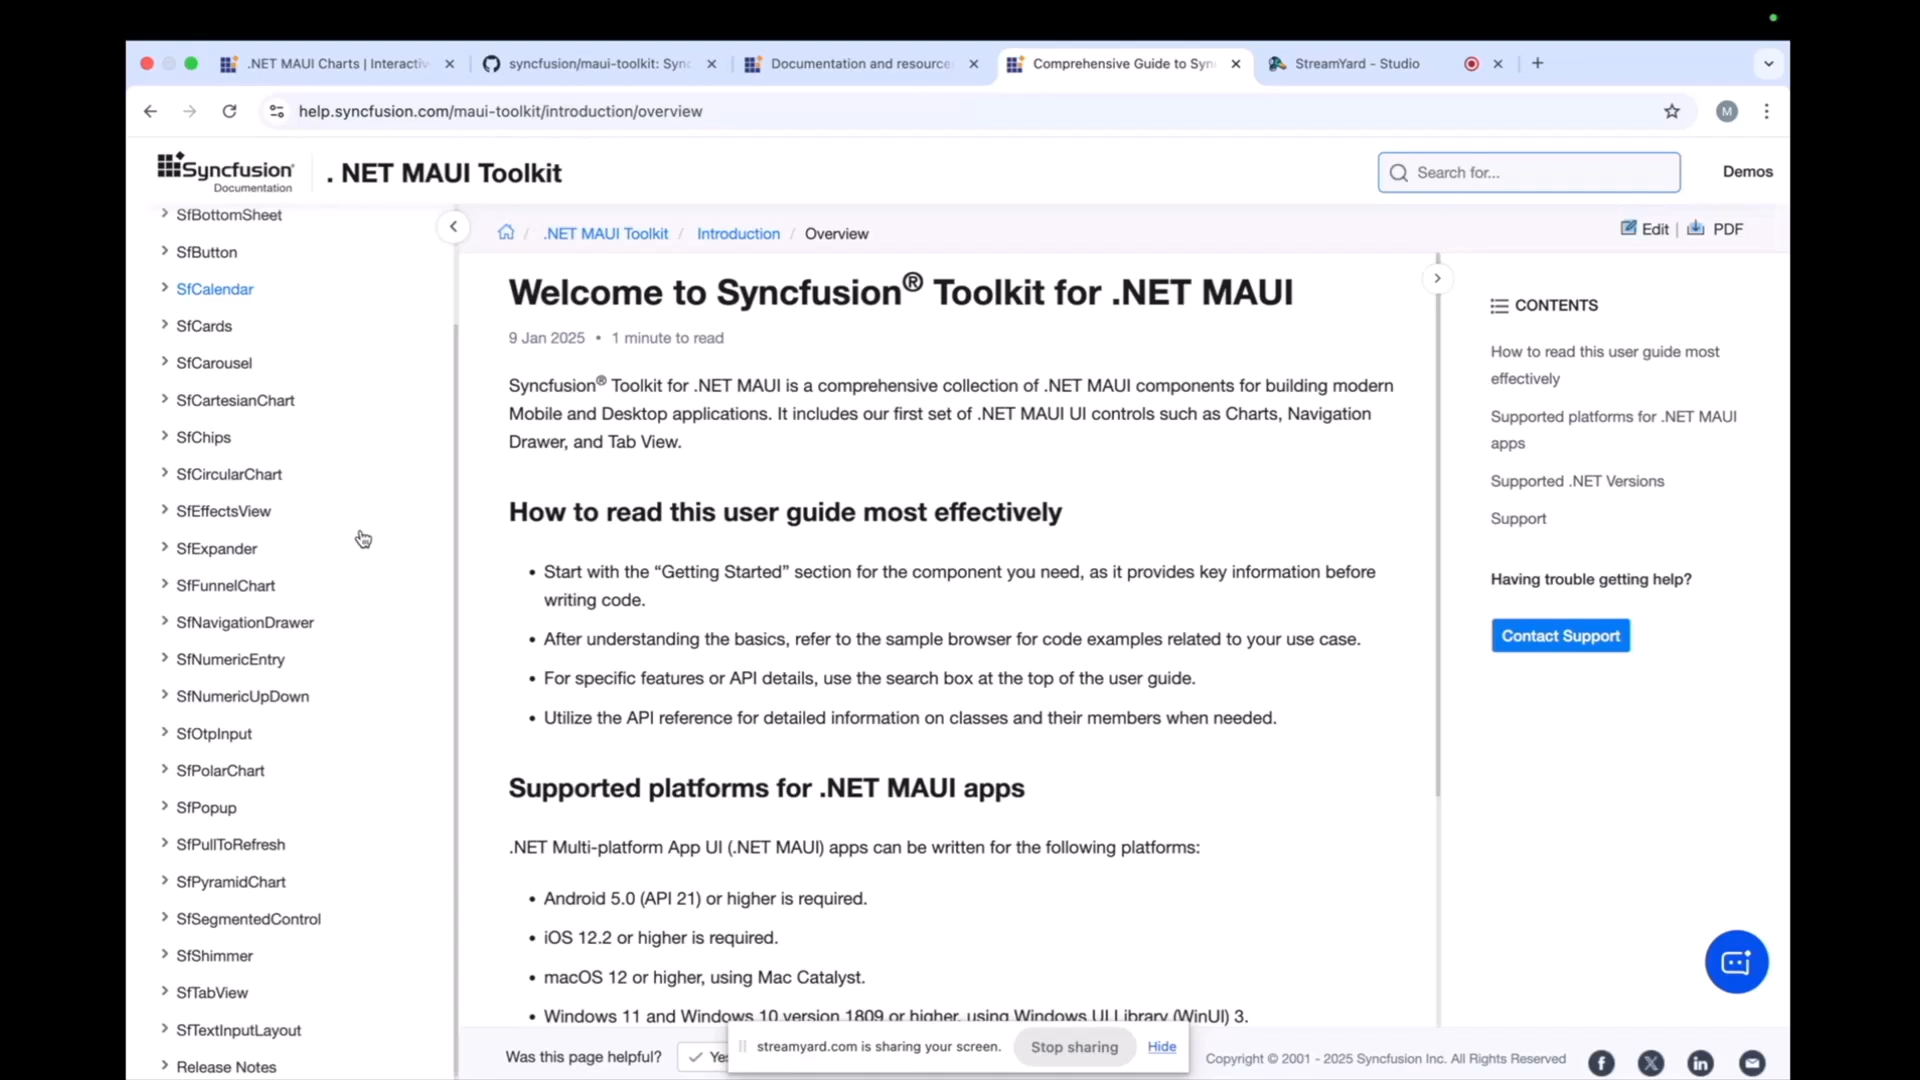 .NET MAUI Charts | Interactiv
syncfusion/maui-toolkit: Sync
Documentation and resource
Comprehensive Guide to Syn
StreamYard - Studio
help.syncfusion.com/maui-toolkit/introduction/overview
M
Syncfusion
Documentation
. NET MAUI Toolkit
Search for...
Demos
SfBottomSheet
SfButton
SfCalendar
SfCards
SfCarousel
SfCartesianChart
SfChips
SfCircularChart
SfEffectsView
SfExpander
SfFunnelChart
SfNavigationDrawer
SfNumericEntry
SfNumericUpDown
SfOtpInput
SfPolarChart
SfPopup
SfPullToRefresh
SfPyramidChart
SfSegmentedControl
SfShimmer
SfTabView
SfTextInputLayout
Release Notes
/ .NET MAUI Toolkit / Introduction / Overview
Edit | PDF
Welcome to Syncfusion® Toolkit for .NET MAUI
9 Jan 2025 • 1 minute to read
Syncfusion® Toolkit for .NET MAUI is a comprehensive collection of .NET MAUI components for building modern
Mobile and Desktop applications. It includes our first set of .NET MAUI UI controls such as Charts, Navigation
Drawer, and Tab View.
How to read this user guide most effectively
• Start with the “Getting Started” section for the component you need, as it provides key information before
writing code.
• After understanding the basics, refer to the sample browser for code examples related to your use case.
• For specific features or API details, use the search box at the top of the user guide.
• Utilize the API reference for detailed information on classes and their members when needed.
Supported platforms for .NET MAUI apps
.NET Multi-platform App UI (.NET MAUI) apps can be written for the following platforms:
• Android 5.0 (API 21) or higher is required.
• iOS 12.2 or higher is required.
• macOS 12 or higher, using Mac Catalyst.
• Windows 11 and Windows 10 version 1809 or higher, using Windows UI Library (WinUI) 3.
CONTENTS
How to read this user guide most
effectively
Supported platforms for .NET MAUI
apps
Supported .NET Versions
Support
Having trouble getting help?
Contact Support
Was this page helpful?
Yes
streamyard.com is sharing your screen.
Stop sharing
Hide
Copyright © 2001 - 2025 Syncfusion Inc. All Rights Reserved